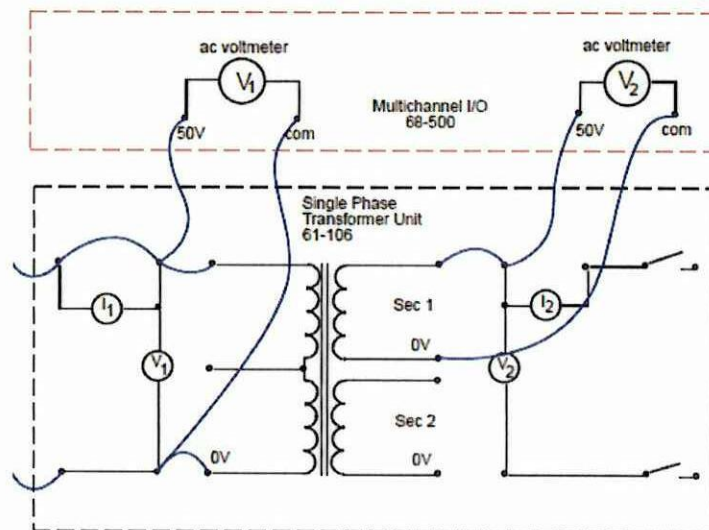 ac voltmeter
ac voltmeter
V1
V2
50V
com
Multichannel I/O
68-500
50V
com
Single Phase
Transformer Unit
61-106
I1
Sec 1
I2
0V
V1
V2
Sec 2
0V
0V